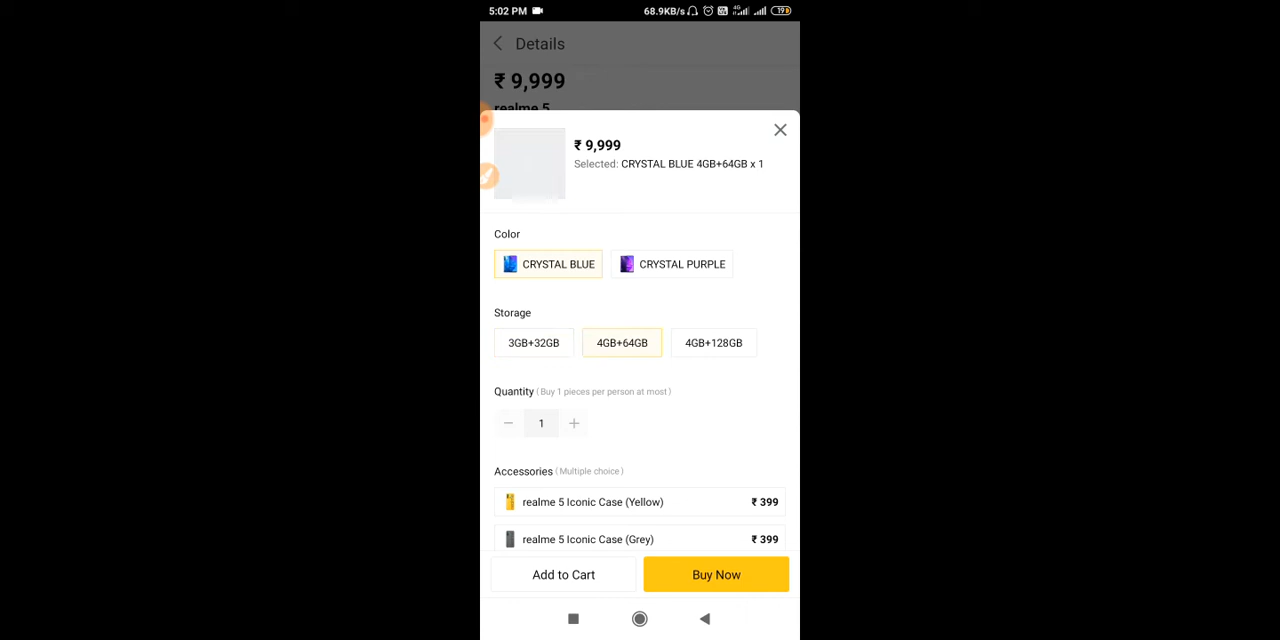 5:02 PM 68.9KB/s 4G 19
Details
₹ 9,999
realme 5
₹ 9,999
Selected: CRYSTAL BLUE 4GB+64GB x 1
Color
CRYSTAL BLUE CRYSTAL PURPLE
Storage
3GB+32GB 4GB+64GB 4GB+128GB
Quantity (Buy 1 pieces per person at most)
1
Accessories (Multiple choice)
realme 5 Iconic Case (Yellow) ₹ 399
realme 5 Iconic Case (Grey) ₹ 399
Add to Cart Buy Now